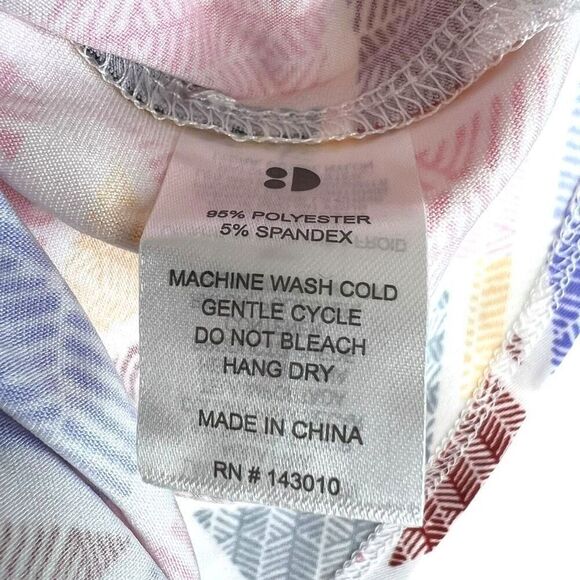 95% POLYESTER
5% SPANDEX
FROID
MACHINE WASH COLD
GENTLE CYCLE
DO NOT BLEACH
HANG DRY
MADE IN CHINA
RN # 143010